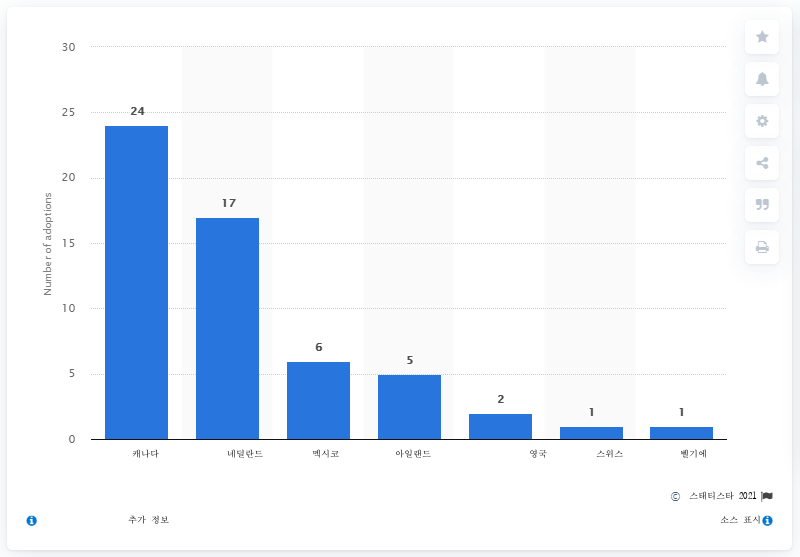 30
25
20
15
10
5
0
Number of adoptions
24
17
6
5
2
1
1
캐나다
네덜란드
멕시코
아일랜드
영국
스위스
벨기에
© 스태티스타 2021
추가 정보
소스 표시